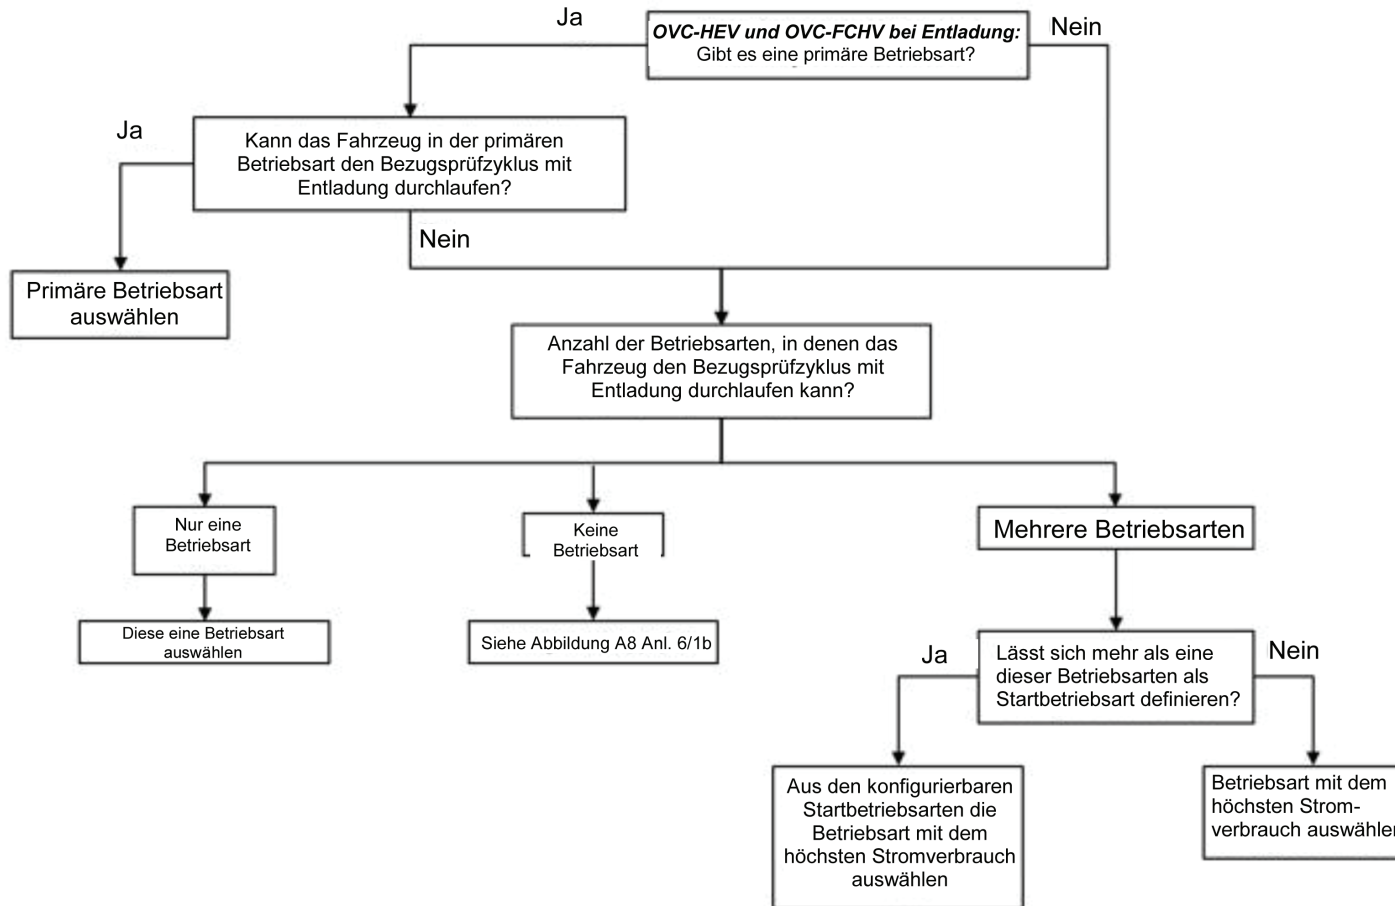 Ja
OVC-HEV und OVC-FCHV bei Entladung:
Gibt es eine primäre Betriebsart?
Nein
Ja
Kann das Fahrzeug in der primären
Betriebsart den Bezugsprüfzyklus mit
Entladung durchlaufen?
Nein
Primäre Betriebsart
auswählen
Anzahl der Betriebsarten, in denen das
Fahrzeug den Bezugsprüfzyklus mit
Entladung durchlaufen kann?
Nur eine
Betriebsart
Keine
Betriebsart
Mehrere Betriebsarten
Diese eine Betriebsart
auswählen
Siehe Abbildung A8 Anl. 6/1b
Ja
Lässt sich mehr als eine
dieser Betriebsarten als
Startbetriebsart definieren?
Nein
Aus den konfigurierbaren
Startbetriebsarten die
Betriebsart mit dem
höchsten Stromverbrauch
auswählen
Betriebsart mit dem
höchsten Strom-
verbrauch auswählen